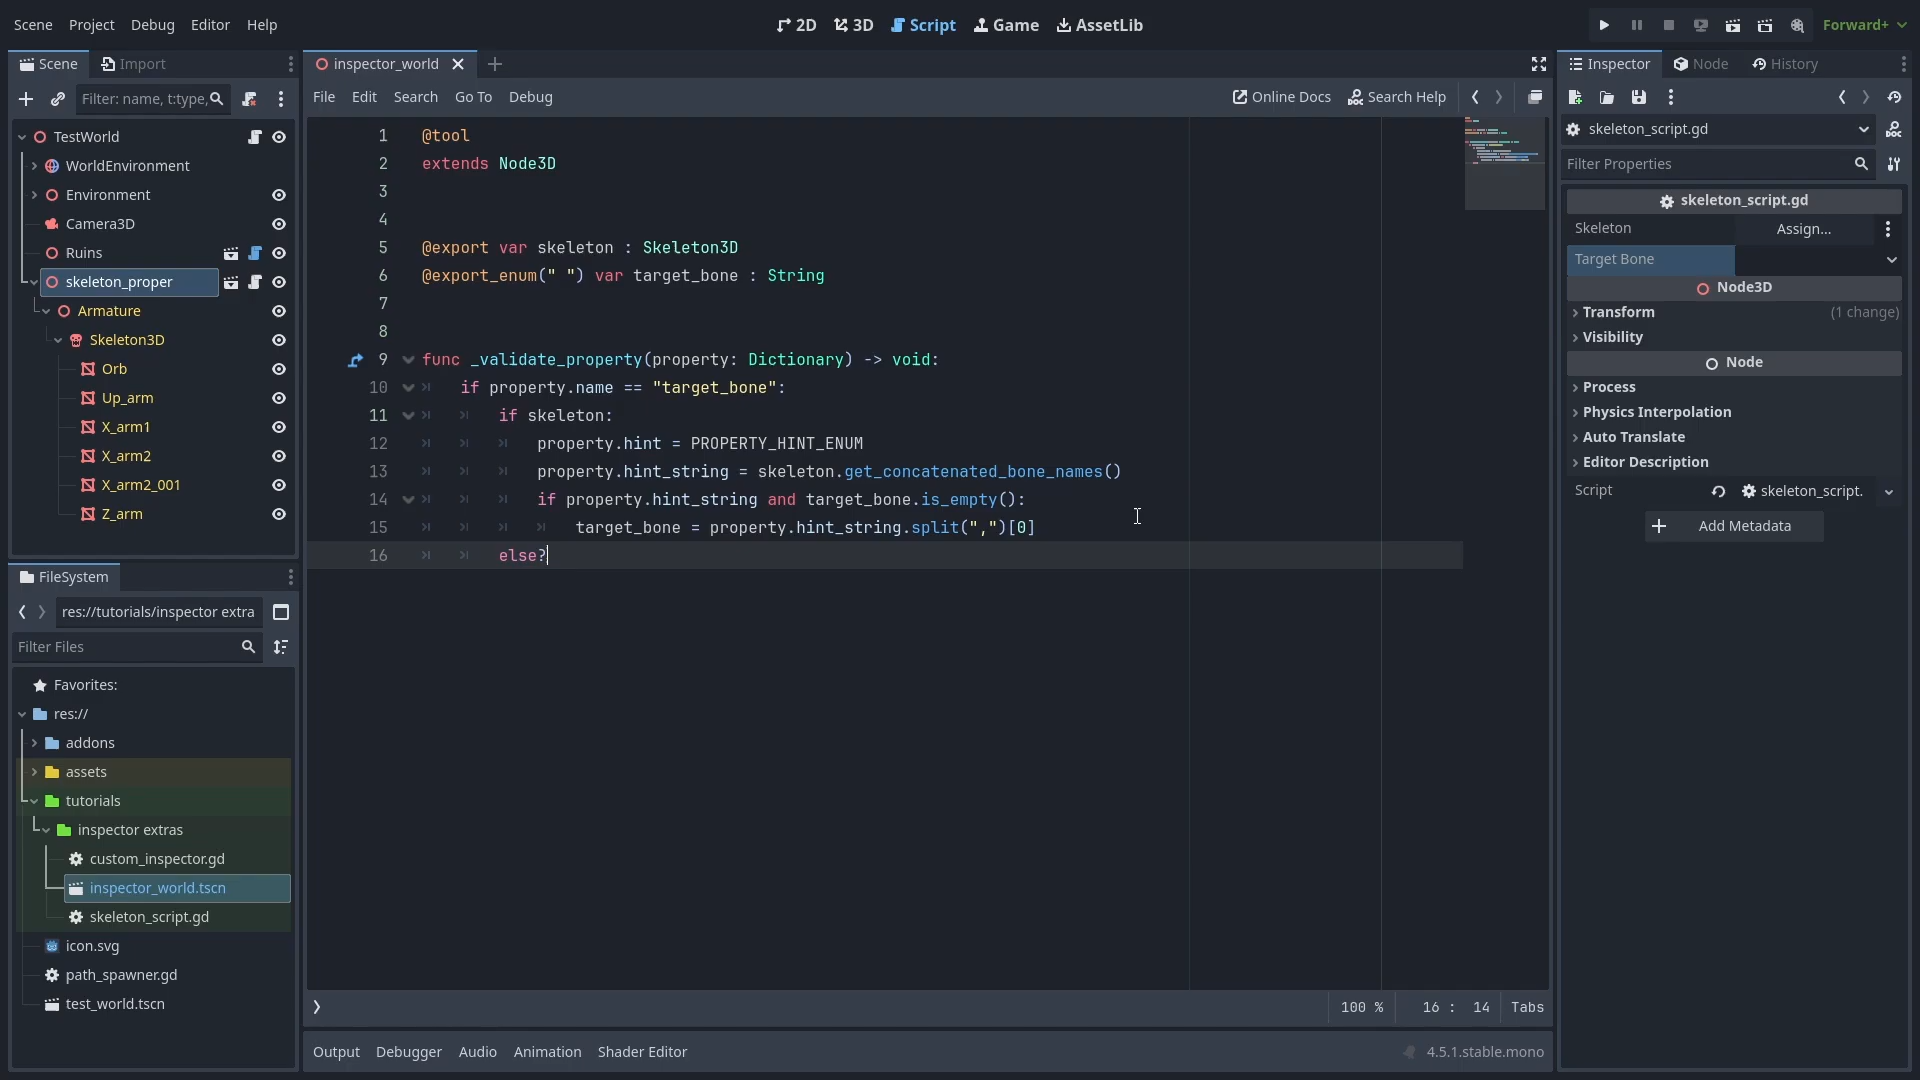 Scene Project Debug Editor Help
2D 3D Script Game AssetLib
Forward+
Scene Import
Filter: name, t:type,
TestWorld
WorldEnvironment
Environment
Camera3D
Ruins
skeleton_proper
Armature
Skeleton3D
Orb
Up_arm
X_arm1
X_arm2
X_arm2_001
Z_arm
FileSystem
res://tutorials/inspector extra
Filter Files
Favorites:
res://
addons
assets
tutorials
inspector extras
custom_inspector.gd
inspector_world.tscn
skeleton_script.gd
icon.svg
path_spawner.gd
test_world.tscn
inspector_world
File Edit Search Go To Debug
Online Docs Search Help
1 @tool
2 extends Node3D
3
4
5 @export var skeleton : Skeleton3D
6 @export_enum(" ") var target_bone : String
7
8
9 func _validate_property(property: Dictionary) -> void:
10 if property.name == "target_bone":
11 if skeleton:
12 property.hint = PROPERTY_HINT_ENUM
13 property.hint_string = skeleton.get_concatenated_bone_names()
14 if property.hint_string and target_bone.is_empty():
15 target_bone = property.hint_string.split(",")[0]
16 else?
100 % 16 : 14 Tabs
Output Debugger Audio Animation Shader Editor
4.5.1.stable.mono
Inspector Node History
skeleton_script.gd
Filter Properties
skeleton_script.gd
Skeleton Assign...
Target Bone
Node3D
Transform (1 change)
Visibility
Node
Process
Physics Interpolation
Auto Translate
Editor Description
Script skeleton_script.
Add Metadata